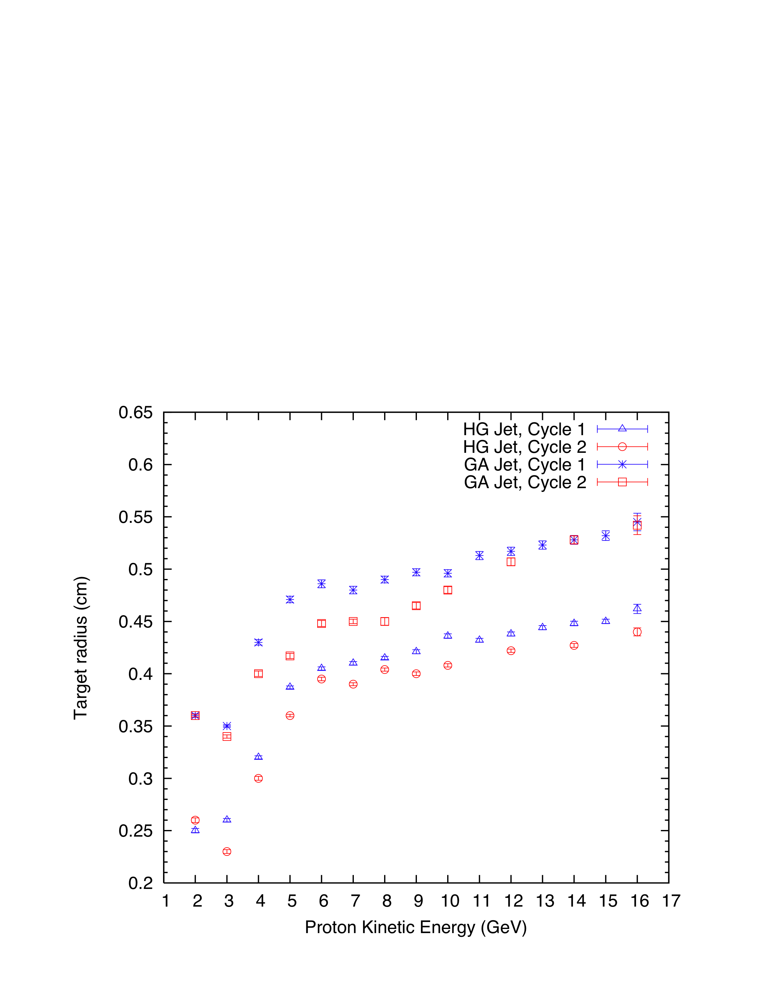 0.65
0.6
0.55
0.5
0.45
0.4
0.35
0.3
0.25
0.2
Target radius (cm)
HG Jet, Cycle 1
HG Jet, Cycle 2
GA Jet, Cycle 1
GA Jet, Cycle 2
1 2 3 4 5 6 7 8 9 10 11 12 13 14 15 16 17
Proton Kinetic Energy (GeV)